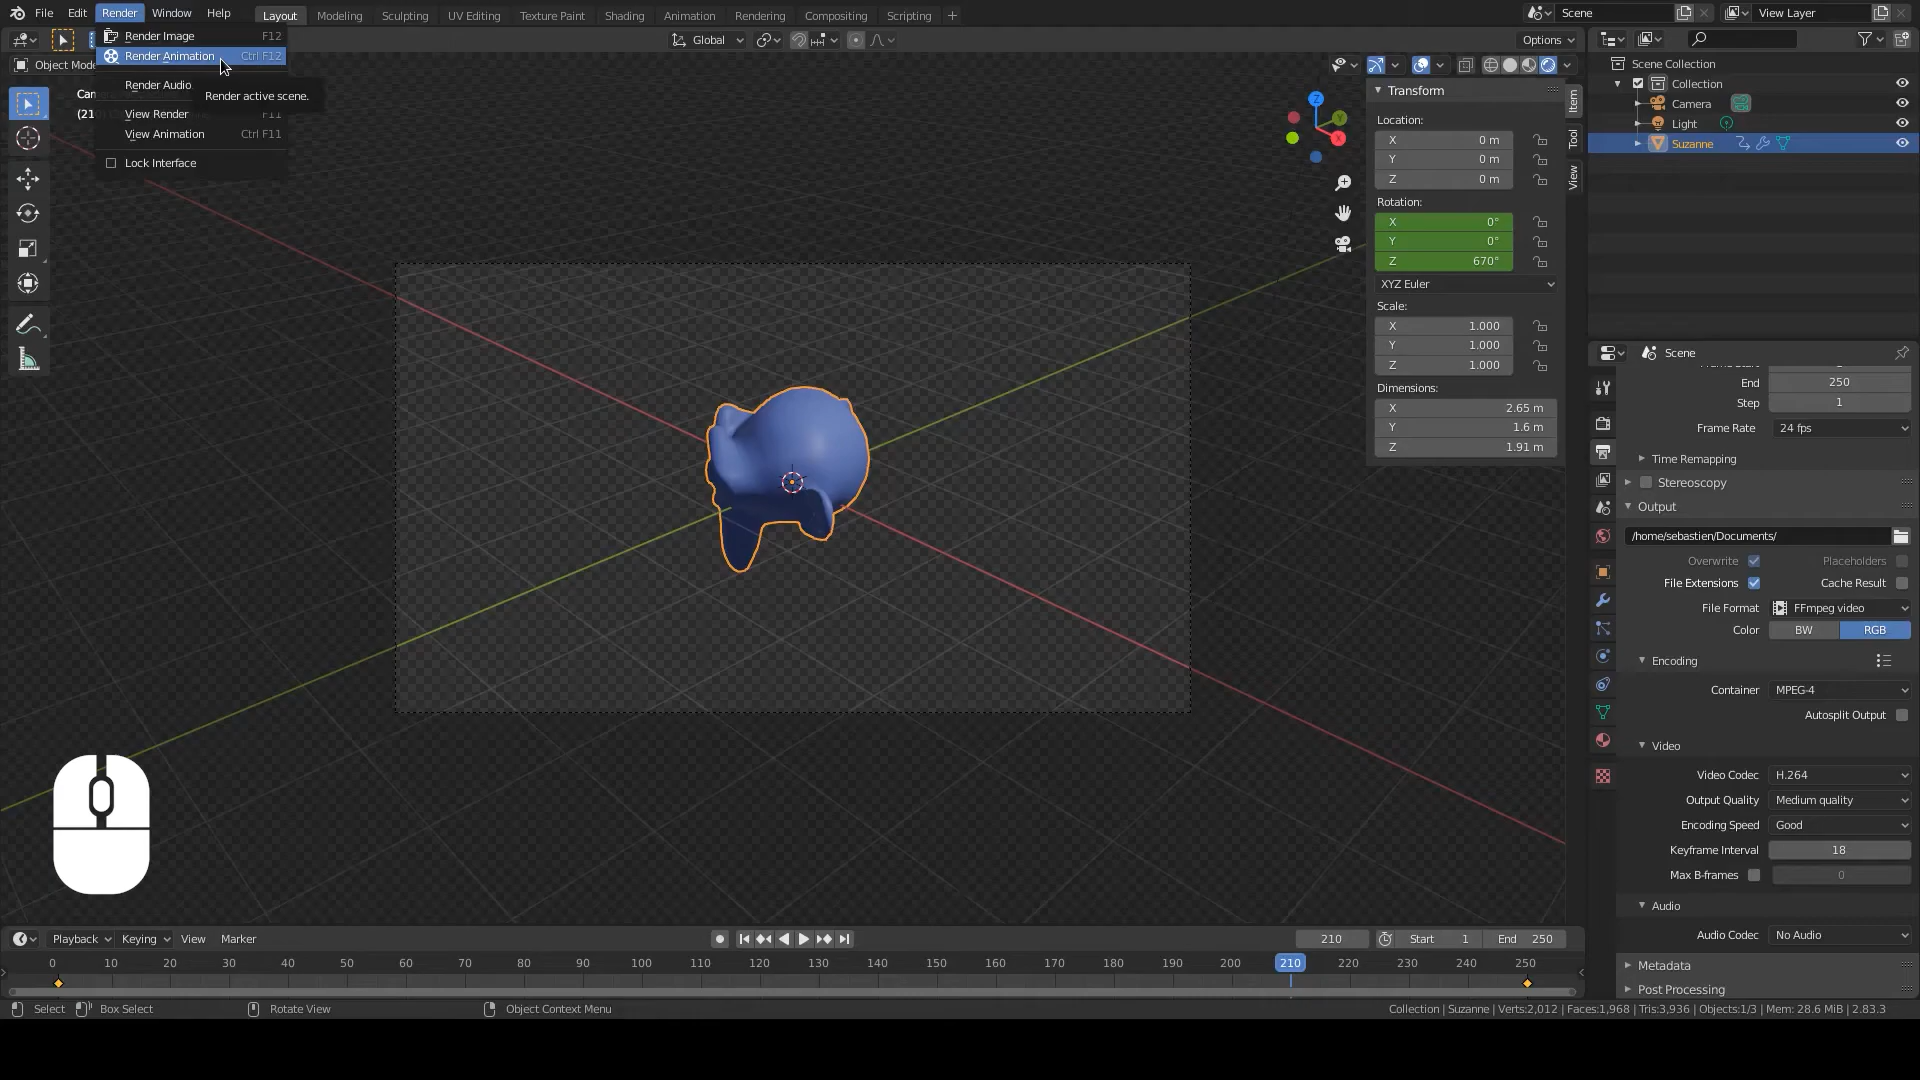 File Edit Render Window Help
Layout Modeling Sculpting UV Editing Texture Paint Shading Animation Rendering Compositing Scripting +
Scene
View Layer
Render Image F12
Render Animation Ctrl F12
Render Audio
Render active scene.
View Render F11
View Animation Ctrl F11
Lock Interface
Global
Options
Object Mode
Transform
Location:
X 0 m
Y 0 m
Z 0 m
Rotation:
X 0°
Y 0°
Z 670°
XYZ Euler
Scale:
X 1.000
Y 1.000
Z 1.000
Dimensions:
X 2.65 m
Y 1.6 m
Z 1.91 m
Item
Tool
View
Z
Y
X
Scene Collection
Collection
Camera
Light
Suzanne
Scene
End 250
Step 1
Frame Rate 24 fps
Time Remapping
Stereoscopy
Output
/home/sebastien/Documents/
Overwrite Placeholders
File Extensions Cache Result
File Format FFmpeg video
Color BW RGB
Encoding
Container MPEG-4
Autosplit Output
Video
Video Codec H.264
Output Quality Medium quality
Encoding Speed Good
Keyframe Interval 18
Max B-frames 0
Audio
Audio Codec No Audio
Metadata
Post Processing
Playback Keying View Marker
210 Start 1 End 250
0 10 20 30 40 50 60 70 80 90 100 110 120 130 140 150 160 170 180 190 200 210 220 230 240 250
Select Box Select Rotate View Object Context Menu
Collection | Suzanne | Verts:2,012 | Faces:1,968 | Tris:3,936 | Objects:1/3 | Mem: 28.6 MiB | 2.83.3